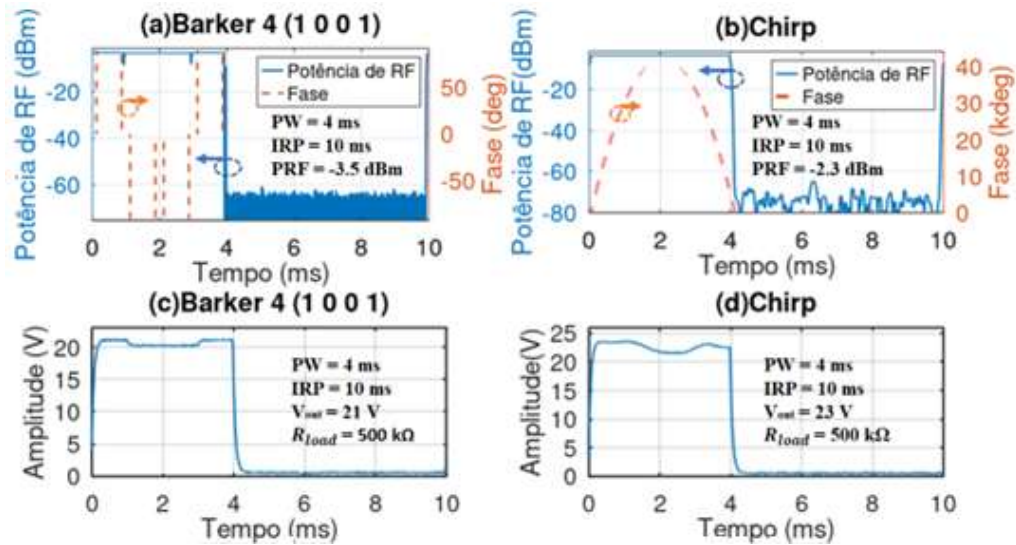 (a)Barker 4 (1 0 0 1)
Potência de RF (dBm)
-20
-40
-60
Potência de RF
Fase
PW = 4 ms
IRP = 10 ms
PRF = -3.5 dBm
50
0
-50
Fase (deg)
0 2 4 6 8 10
Tempo (ms)
(b)Chirp
Potência de RF(dBm)
-20
-40
-60
-80
Potência de RF
Fase
PW = 4 ms
IRP = 10 ms
PRF = -2.3 dBm
40
30
20
10
0
Fase (kdeg)
0 2 4 6 8 10
Tempo (ms)
(c)Barker 4 (1 0 0 1)
Amplitude (V)
20
15
10
5
0
PW = 4 ms
IRP = 10 ms
Vout = 21 V
Rload = 500 kΩ
0 2 4 6 8 10
Tempo (ms)
(d)Chirp
Amplitude(V)
25
20
15
10
5
0
PW = 4 ms
IRP = 10 ms
Vout = 23 V
Rload = 500 kΩ
0 2 4 6 8 10
Tempo (ms)